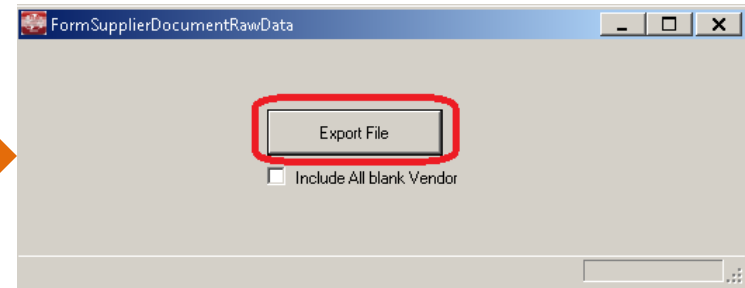 FormSupplierDocumentRawData
Export File
Include All blank Vendor